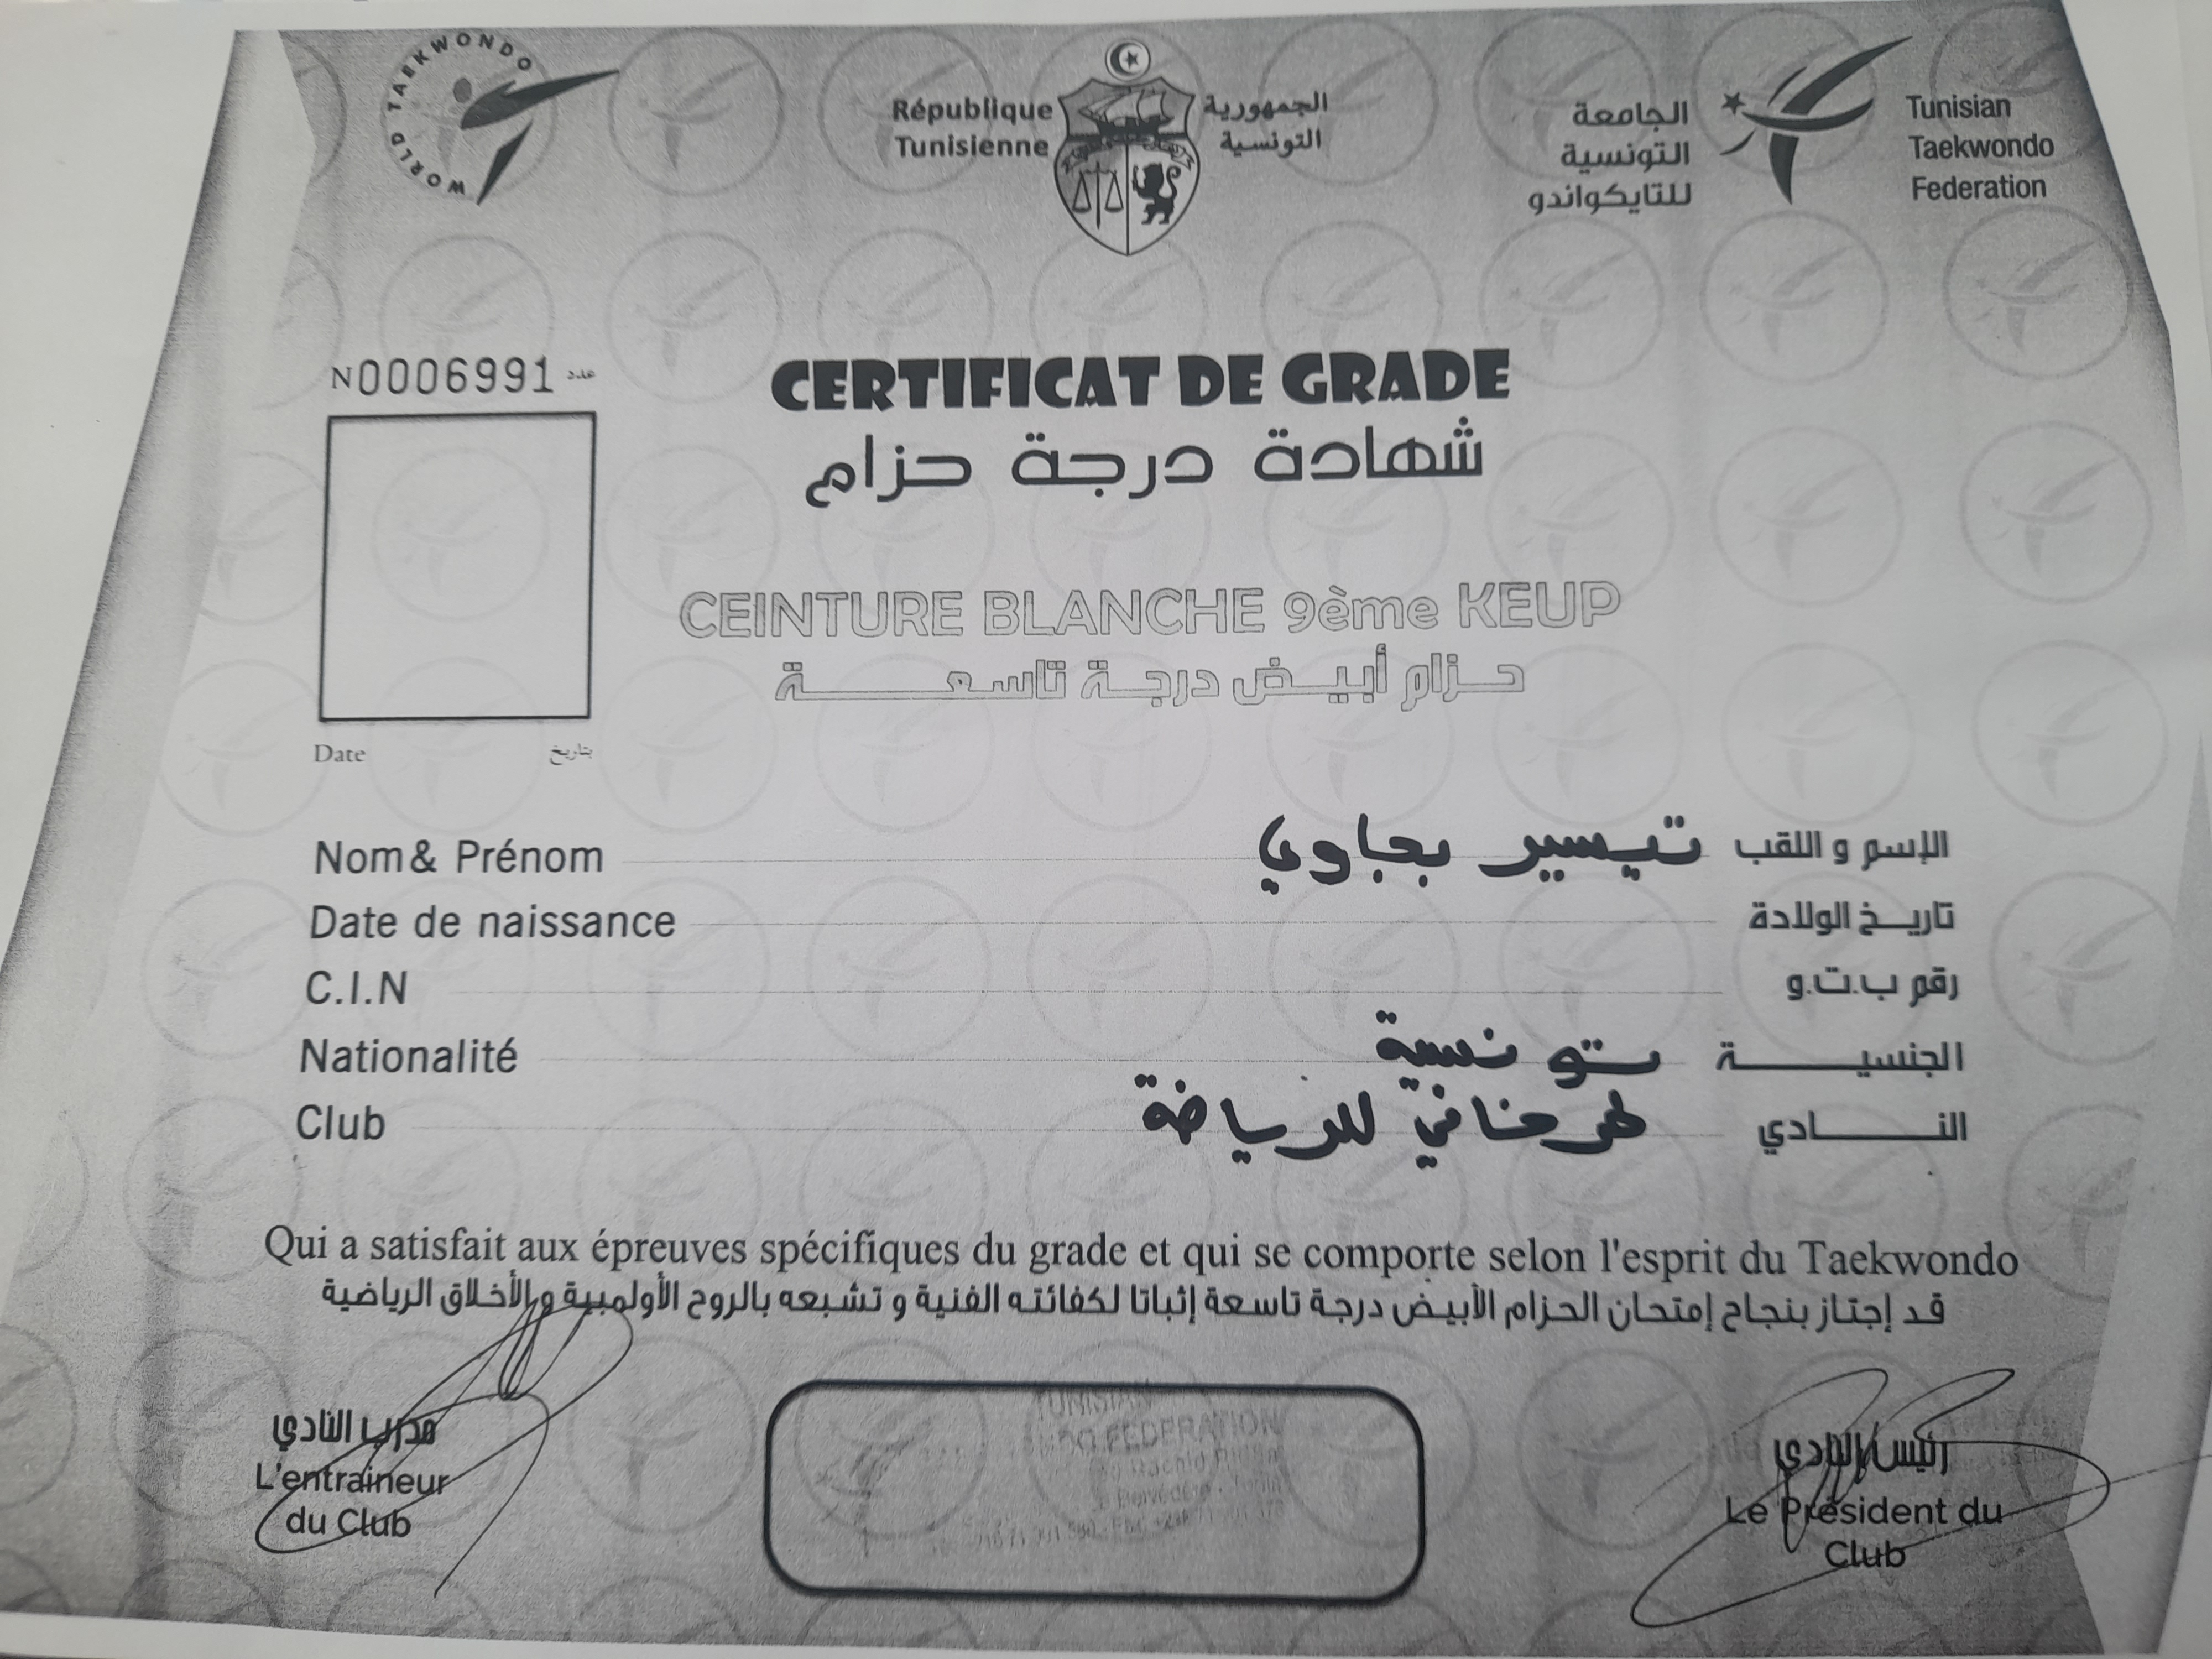 WORLD TAEKWONDO
République
Tunisienne
الجمهورية
التونسية
الجامعة
التونسية
للتايكواندو
Tunisian
Taekwondo
Federation
N0006991 عدد
CERTIFICAT DE GRADE
شهادة درجة حزام
CEINTURE BLANCHE 9ème KEUP
حزام أبيض درجة تاسعة
Date بتاريخ
Nom& Prénom تيسير بجاوي الإسم و اللقب
Date de naissance تاريخ الولادة
C.I.N رقم ب.ت.و
Nationalité تونسية الجنسية
Club للرياضة النادي
Qui a satisfait aux épreuves spécifiques du grade et qui se comporte selon l'esprit du Taekwondo
قد إجتاز بنجاح إمتحان الحزام الأبيض درجة تاسعة إثباتا لكفائته الفنية و تشبعه بالروح الأولمبية والأخلاق الرياضية
مدرب النادي
L'entraineur
du Club
TUNISIAN
FEDERATION
رئيس النادي
Le Président du
Club